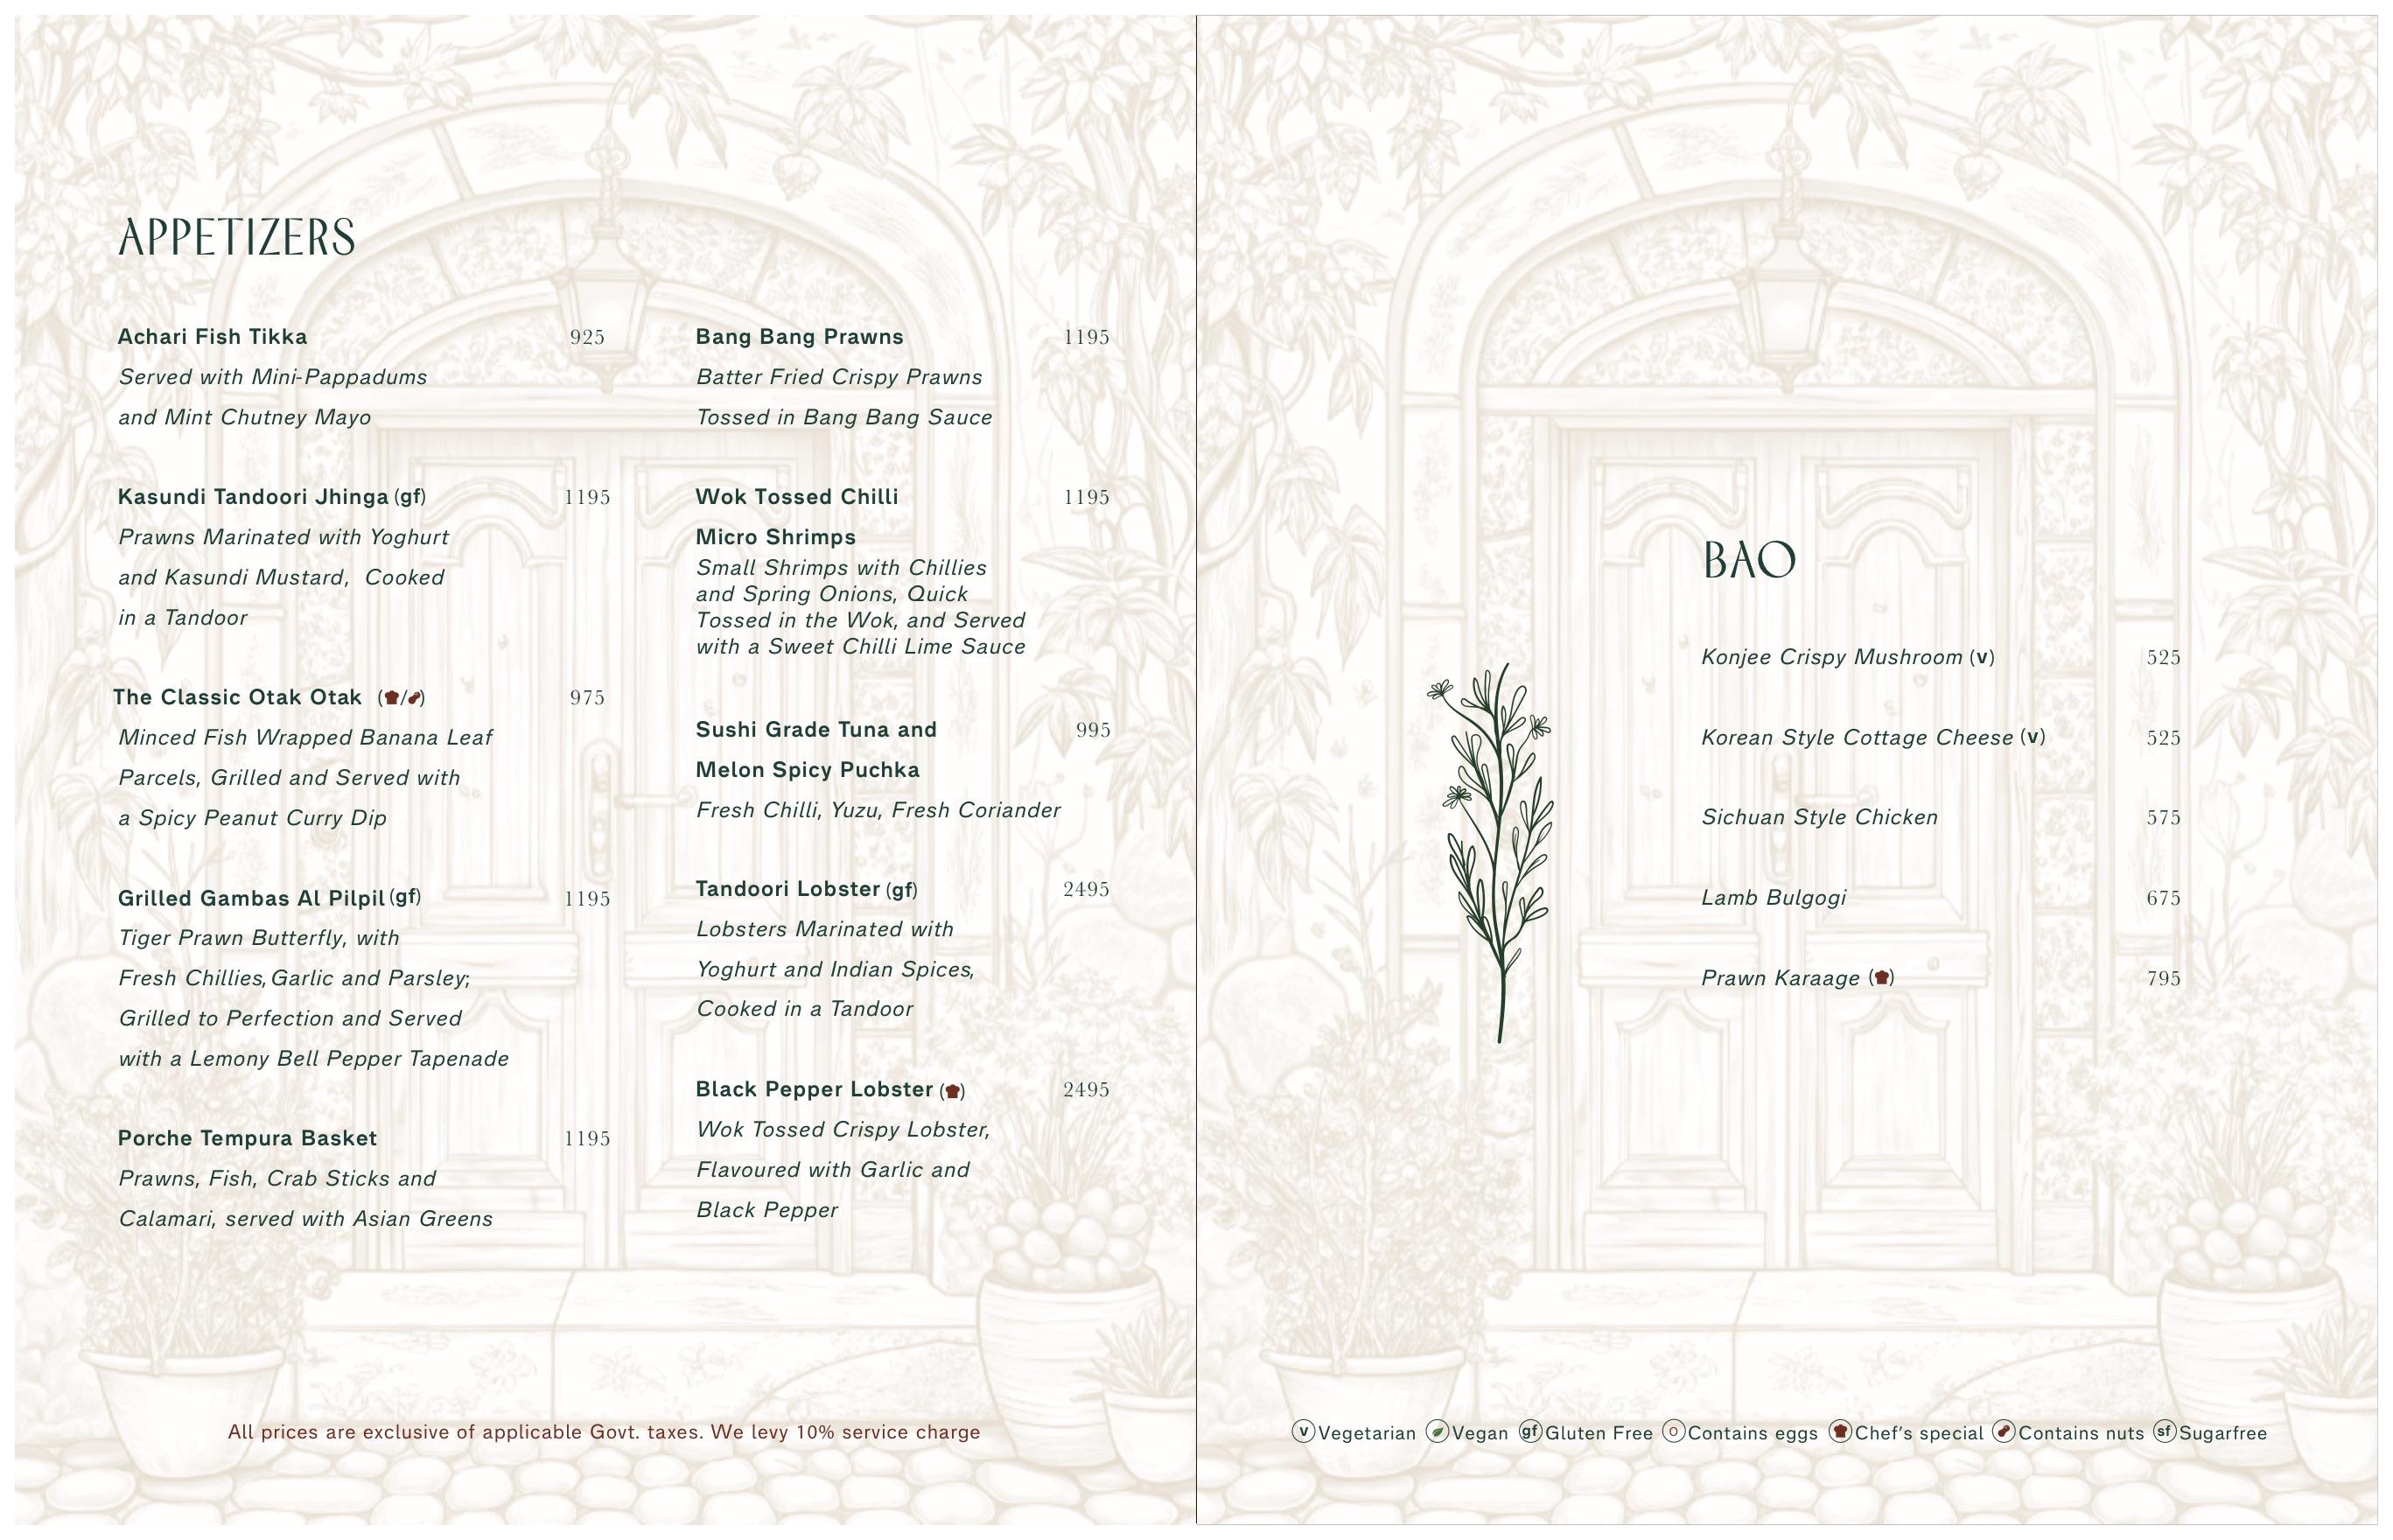 APPETIZERS
Achari Fish Tikka 925
Served with Mini-Pappadums
and Mint Chutney Mayo
Kasundi Tandoori Jhinga (gf) 1195
Prawns Marinated with Yoghurt
and Kasundi Mustard, Cooked
in a Tandoor
The Classic Otak Otak ( / ) 975
Minced Fish Wrapped Banana Leaf
Parcels, Grilled and Served with
a Spicy Peanut Curry Dip
Grilled Gambas Al Pilpil (gf) 1195
Tiger Prawn Butterfly, with
Fresh Chillies, Garlic and Parsley;
Grilled to Perfection and Served
with a Lemony Bell Pepper Tapenade
Porche Tempura Basket 1195
Prawns, Fish, Crab Sticks and
Calamari, served with Asian Greens
Bang Bang Prawns 1195
Batter Fried Crispy Prawns
Tossed in Bang Bang Sauce
Wok Tossed Chilli 1195
Micro Shrimps
Small Shrimps with Chillies
and Spring Onions, Quick
Tossed in the Wok, and Served
with a Sweet Chilli Lime Sauce
Sushi Grade Tuna and 995
Melon Spicy Puchka
Fresh Chilli, Yuzu, Fresh Coriander
Tandoori Lobster (gf) 2495
Lobsters Marinated with
Yoghurt and Indian Spices,
Cooked in a Tandoor
Black Pepper Lobster ( ) 2495
Wok Tossed Crispy Lobster,
Flavoured with Garlic and
Black Pepper
All prices are exclusive of applicable Govt. taxes. We levy 10% service charge
BAO
Konjee Crispy Mushroom (v) 525
Korean Style Cottage Cheese (v) 525
Sichuan Style Chicken 575
Lamb Bulgogi 675
Prawn Karaage ( ) 795
v Vegetarian Vegan gf Gluten Free O Contains eggs Chef's special Contains nuts sf Sugarfree